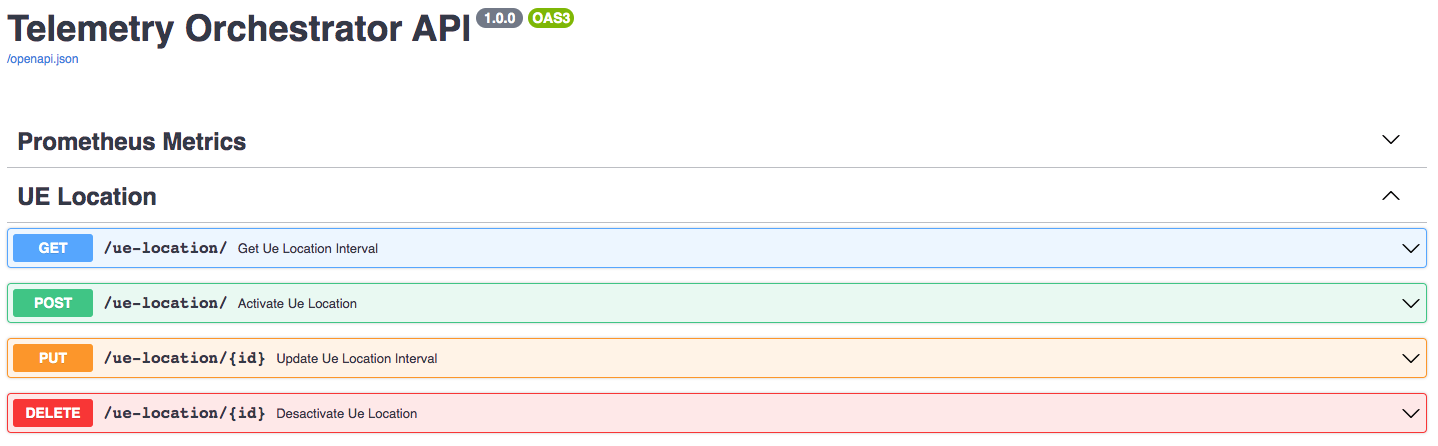 Telemetry Orchestrator API 1.0.0 OAS3
/openapi.json
Prometheus Metrics
UE Location
GET /ue-location/ Get Ue Location Interval
POST /ue-location/ Activate Ue Location
PUT /ue-location/{id} Update Ue Location Interval
DELETE /ue-location/{id} Desactivate Ue Location